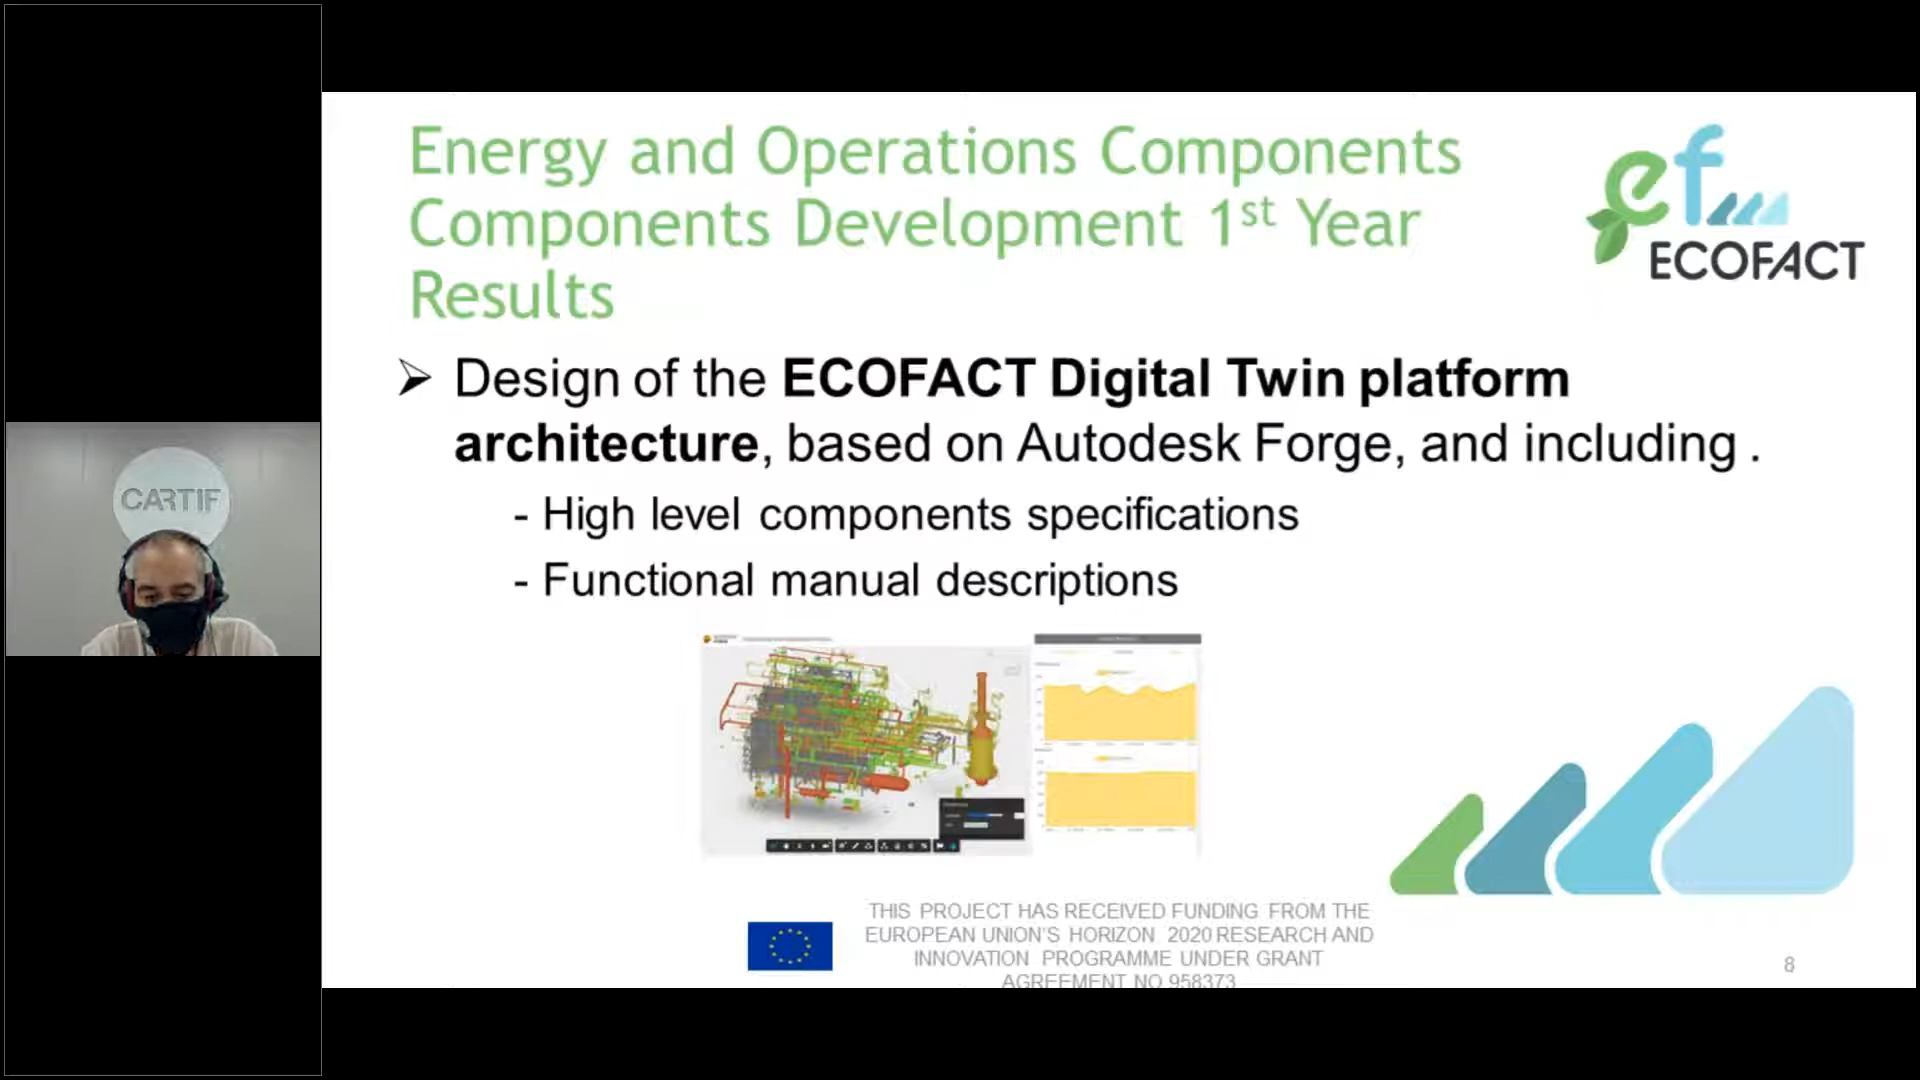 Energy and Operations Components
Components Development 1st Year
Results
ef
ECOFACT
➢ Design of the ECOFACT Digital Twin platform
architecture, based on Autodesk Forge, and including .
- High level components specifications
- Functional manual descriptions
CARTIF
THIS PROJECT HAS RECEIVED FUNDING FROM THE
EUROPEAN UNION'S HORIZON 2020 RESEARCH AND
INNOVATION PROGRAMME UNDER GRANT
AGREEMENT NO 958373
8